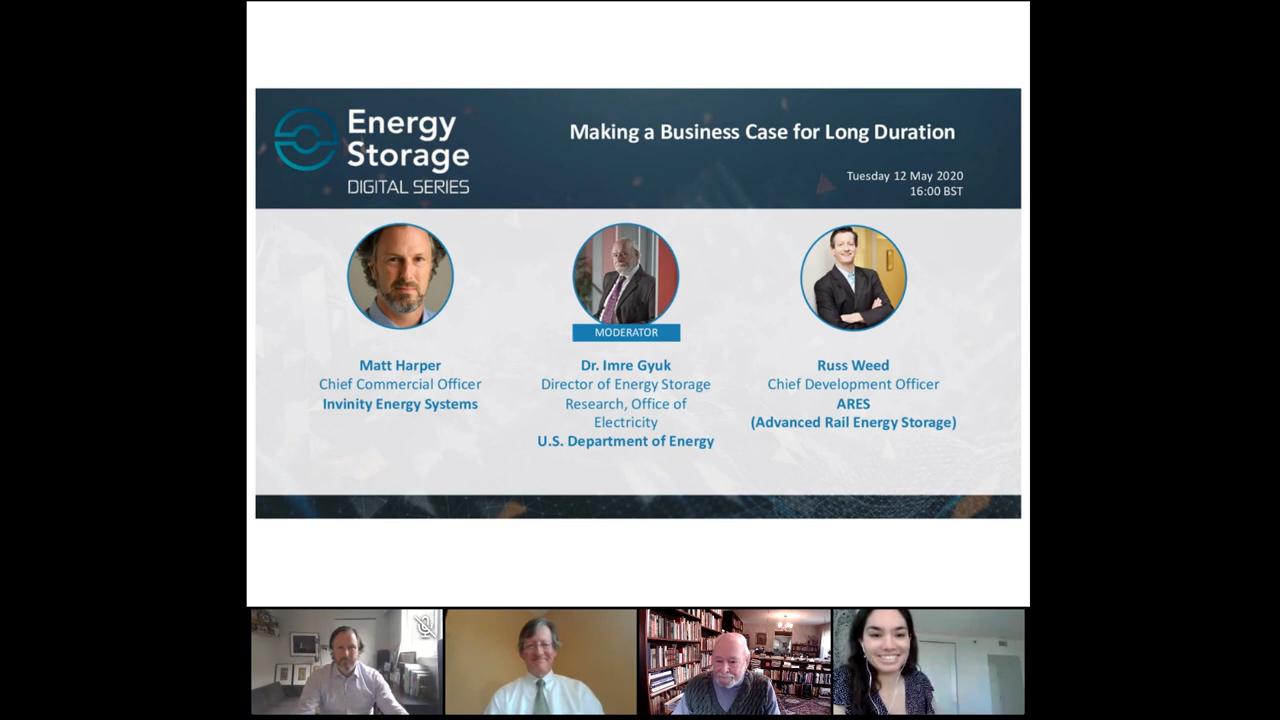 Energy
Storage
DIGITAL SERIES
Making a Business Case for Long Duration
Tuesday 12 May 2020
16:00 BST
MODERATOR
Matt Harper
Chief Commercial Officer
Invinity Energy Systems
Dr. Imre Gyuk
Director of Energy Storage
Research, Office of
Electricity
U.S. Department of Energy
Russ Weed
Chief Development Officer
ARES
(Advanced Rail Energy Storage)